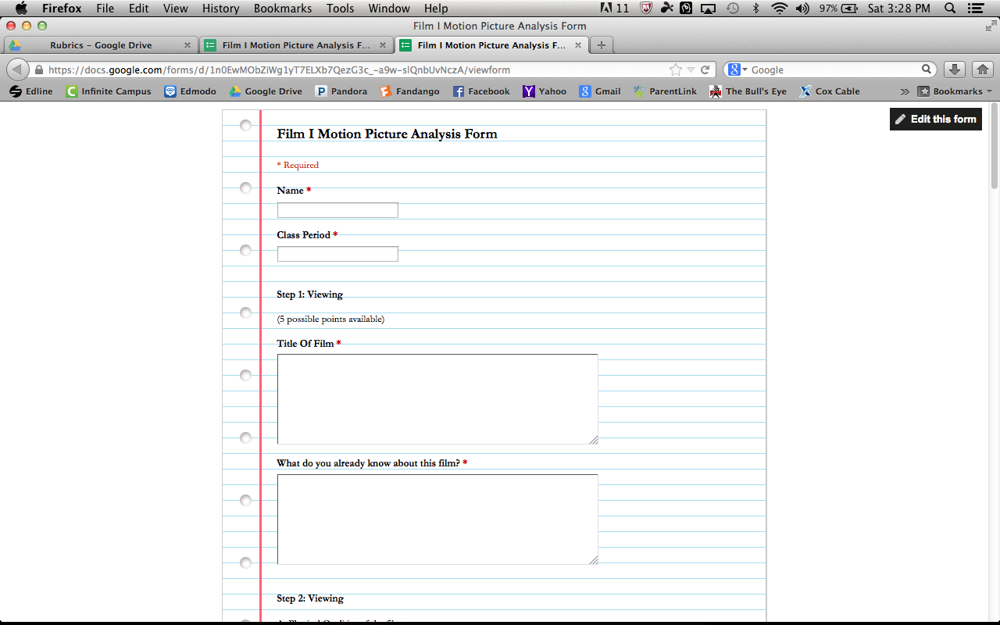 Firefox File Edit View History Bookmarks Tools Window Help 11 97% Sat 3:28 PM
Film I Motion Picture Analysis Form
Rubrics – Google Drive Film I Motion Picture Analysis F... Film I Motion Picture Analysis F...
https://docs.google.com/forms/d/1n0EwMObZiWg1yT7ELXb7QezG3c_-a9w-slQnbUvNczA/viewform Google
Edline Infinite Campus Edmodo Google Drive Pandora Fandango Facebook Yahoo Gmail ParentLink The Bull's Eye Cox Cable Bookmarks
Edit this form
Film I Motion Picture Analysis Form
* Required
Name *
Class Period *
Step 1: Viewing
(5 possible points available)
Title Of Film *
What do you already know about this film? *
Step 2: Viewing